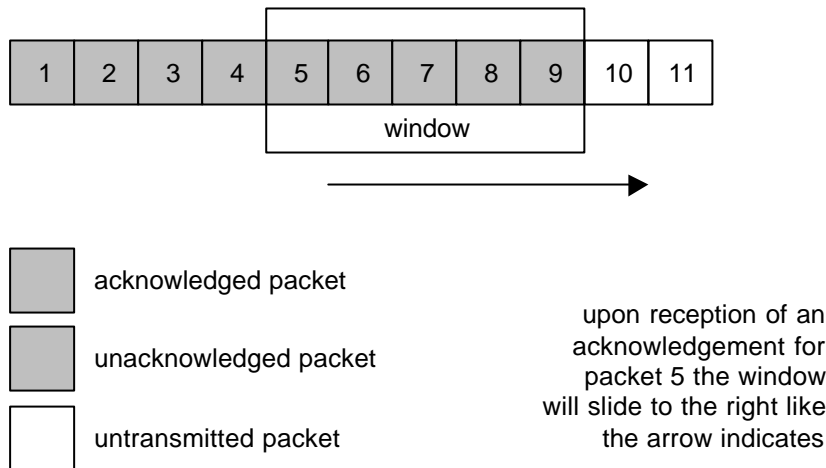 1 2 3 4 5 6 7 8 9 10 11
window
acknowledged packet
unacknowledged packet
untransmitted packet
upon reception of an
acknowledgement for
packet 5 the window
will slide to the right like
the arrow indicates